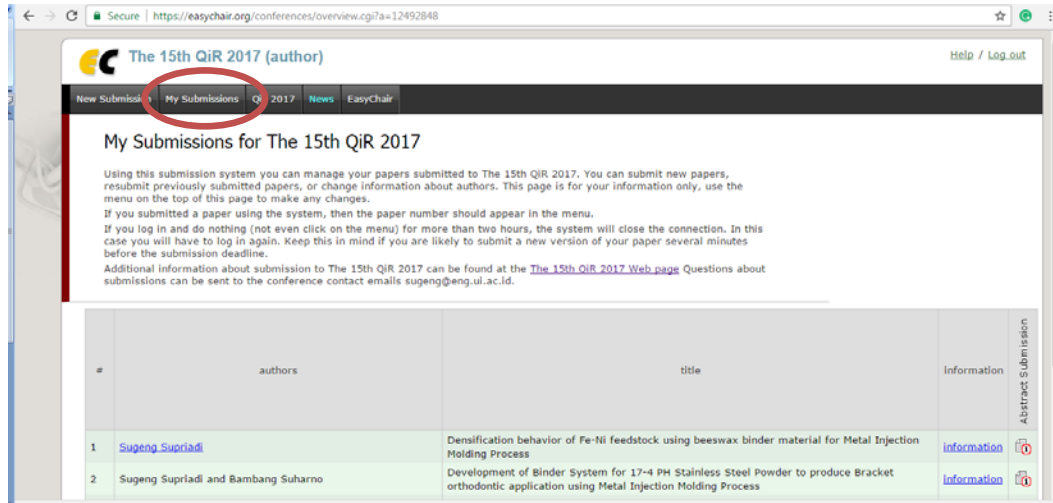 Secure | https://easychair.org/conferences/overview.cgi?a=12492848
EC The 15th QiR 2017 (author)
Help / Log out
New Submission My Submissions QiR 2017 News EasyChair
My Submissions for The 15th QiR 2017
Using this submission system you can manage your papers submitted to The 15th QiR 2017. You can submit new papers,
resubmit previously submitted papers, or change information about authors. This page is for your information only, use the
menu on the top of this page to make any changes.
If you submitted a paper using the system, then the paper number should appear in the menu.
If you log in and do nothing (not even click on the menu) for more than two hours, the system will close the connection. In this
case you will have to log in again. Keep this in mind if you are likely to submit a new version of your paper several minutes
before the submission deadline.
Additional information about submission to The 15th QiR 2017 can be found at the The 15th QiR 2017 Web page Questions about
submissions can be sent to the conference contact emails sugeng@eng.ui.ac.id.
# authors title information Abstract Submission
1 Sugeng Supriadi Densification behavior of Fe-Ni feedstock using beeswax binder material for Metal Injection information
Molding Process
2 Sugeng Supriadi and Bambang Suharno Development of Binder System for 17-4 PH Stainless Steel Powder to produce Bracket information
orthodontic application using Metal Injection Molding Process